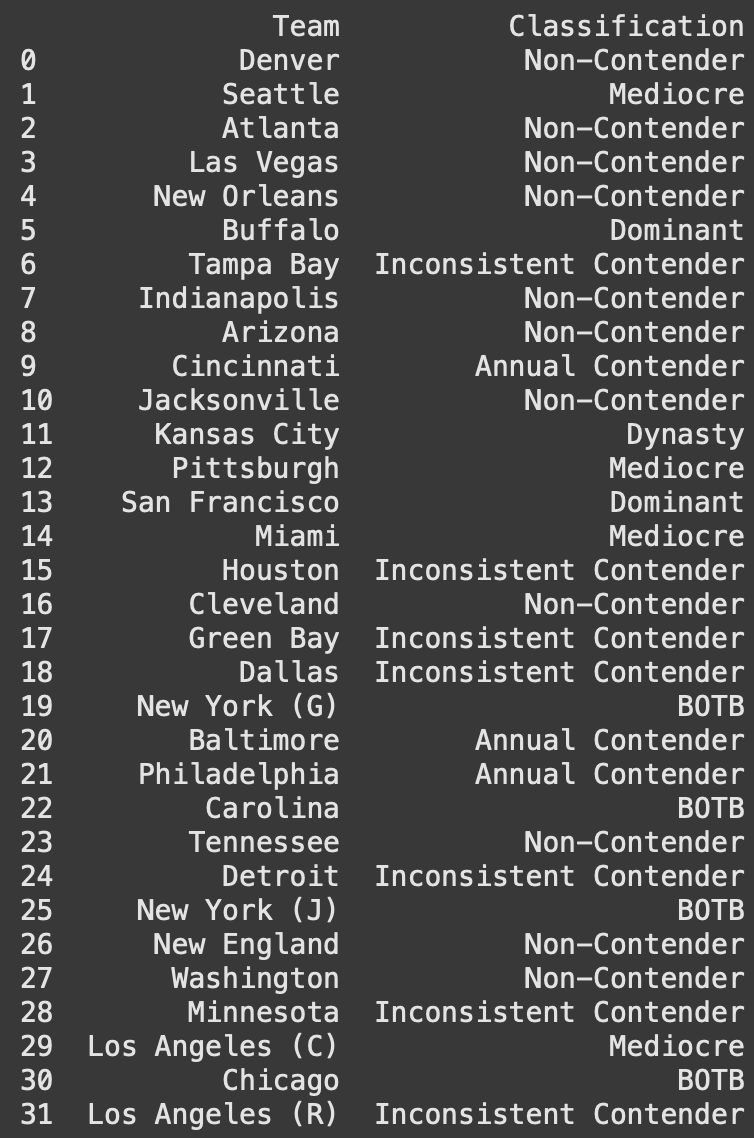 Team Classification
0 Denver Non-Contender
1 Seattle Mediocre
2 Atlanta Non-Contender
3 Las Vegas Non-Contender
4 New Orleans Non-Contender
5 Buffalo Dominant
6 Tampa Bay Inconsistent Contender
7 Indianapolis Non-Contender
8 Arizona Non-Contender
9 Cincinnati Annual Contender
10 Jacksonville Non-Contender
11 Kansas City Dynasty
12 Pittsburgh Mediocre
13 San Francisco Dominant
14 Miami Mediocre
15 Houston Inconsistent Contender
16 Cleveland Non-Contender
17 Green Bay Inconsistent Contender
18 Dallas Inconsistent Contender
19 New York (G) BOTB
20 Baltimore Annual Contender
21 Philadelphia Annual Contender
22 Carolina BOTB
23 Tennessee Non-Contender
24 Detroit Inconsistent Contender
25 New York (J) BOTB
26 New England Non-Contender
27 Washington Non-Contender
28 Minnesota Inconsistent Contender
29 Los Angeles (C) Mediocre
30 Chicago BOTB
31 Los Angeles (R) Inconsistent Contender